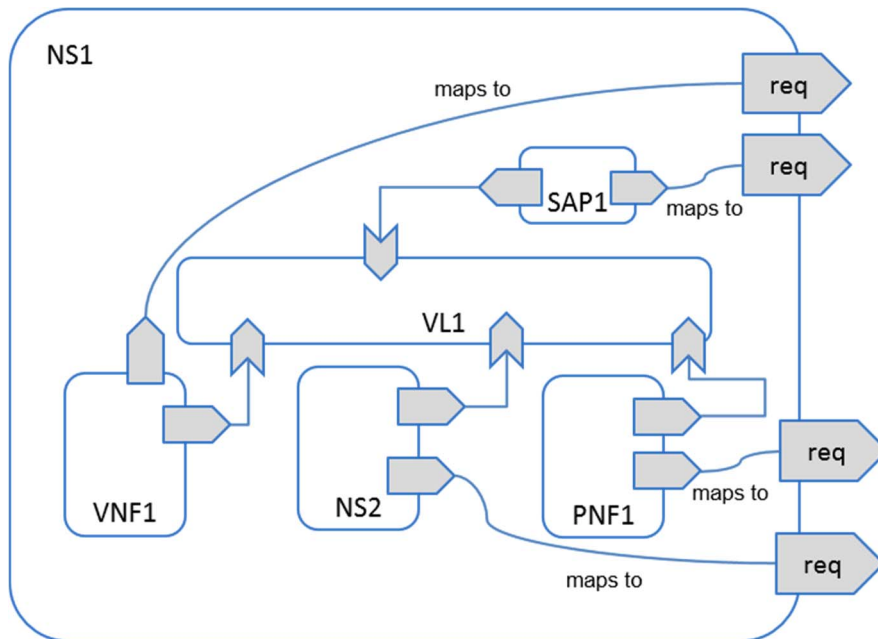 NS1
req
maps to
req
SAP1
maps to
VL1
req
VNF1
NS2
PNF1
maps to
req
maps to